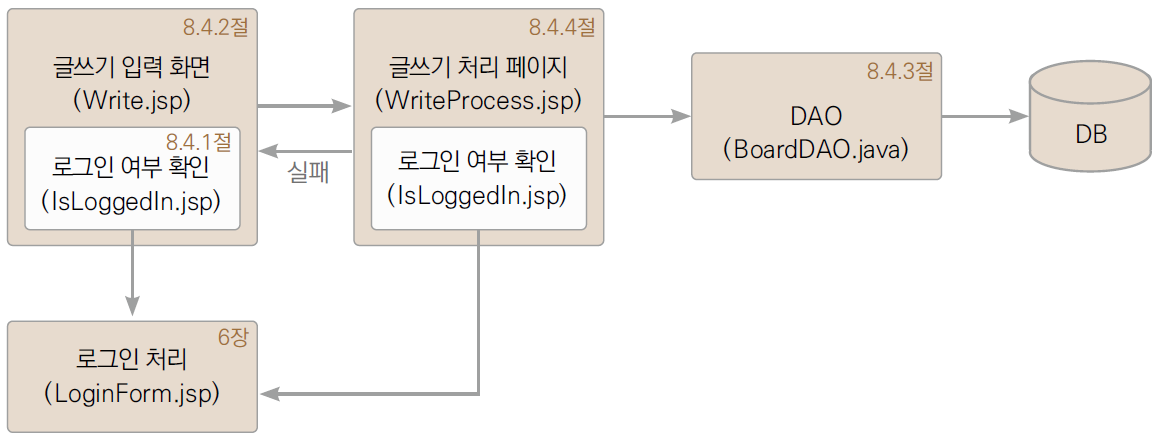 8.4.2절
글쓰기 입력 화면
(Write.jsp)
8.4.1절
로그인 여부 확인
(IsLoggedIn.jsp)
8.4.4절
글쓰기 처리 페이지
(WriteProcess.jsp)
로그인 여부 확인
(IsLoggedIn.jsp)
실패
8.4.3절
DAO
(BoardDAO.java)
DB
6장
로그인 처리
(LoginForm.jsp)